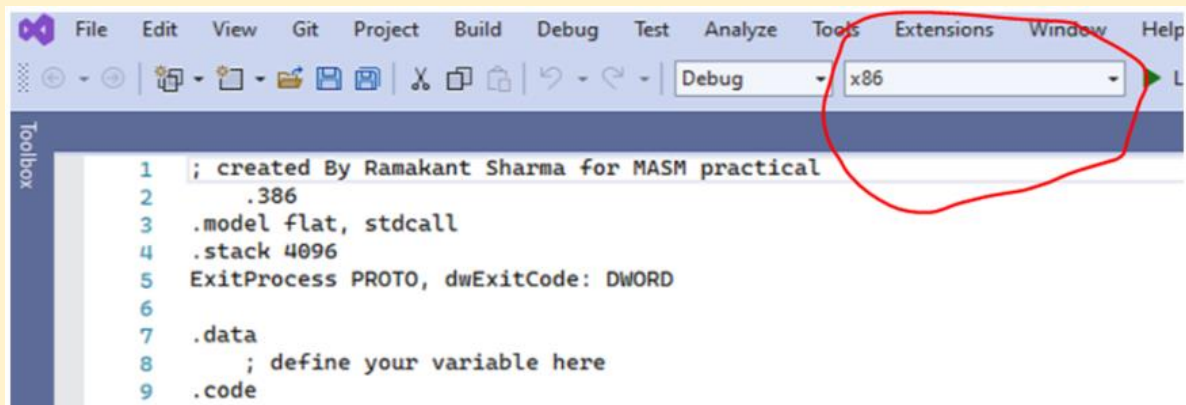 File Edit View Git Project Build Debug Test Analyze Tools Extensions Window Help
Debug x86 L
Toolbox
1 ; created By Ramakant Sharma for MASM practical
2 .386
3 .model flat, stdcall
4 .stack 4096
5 ExitProcess PROTO, dwExitCode: DWORD
6
7 .data
8 ; define your variable here
9 .code